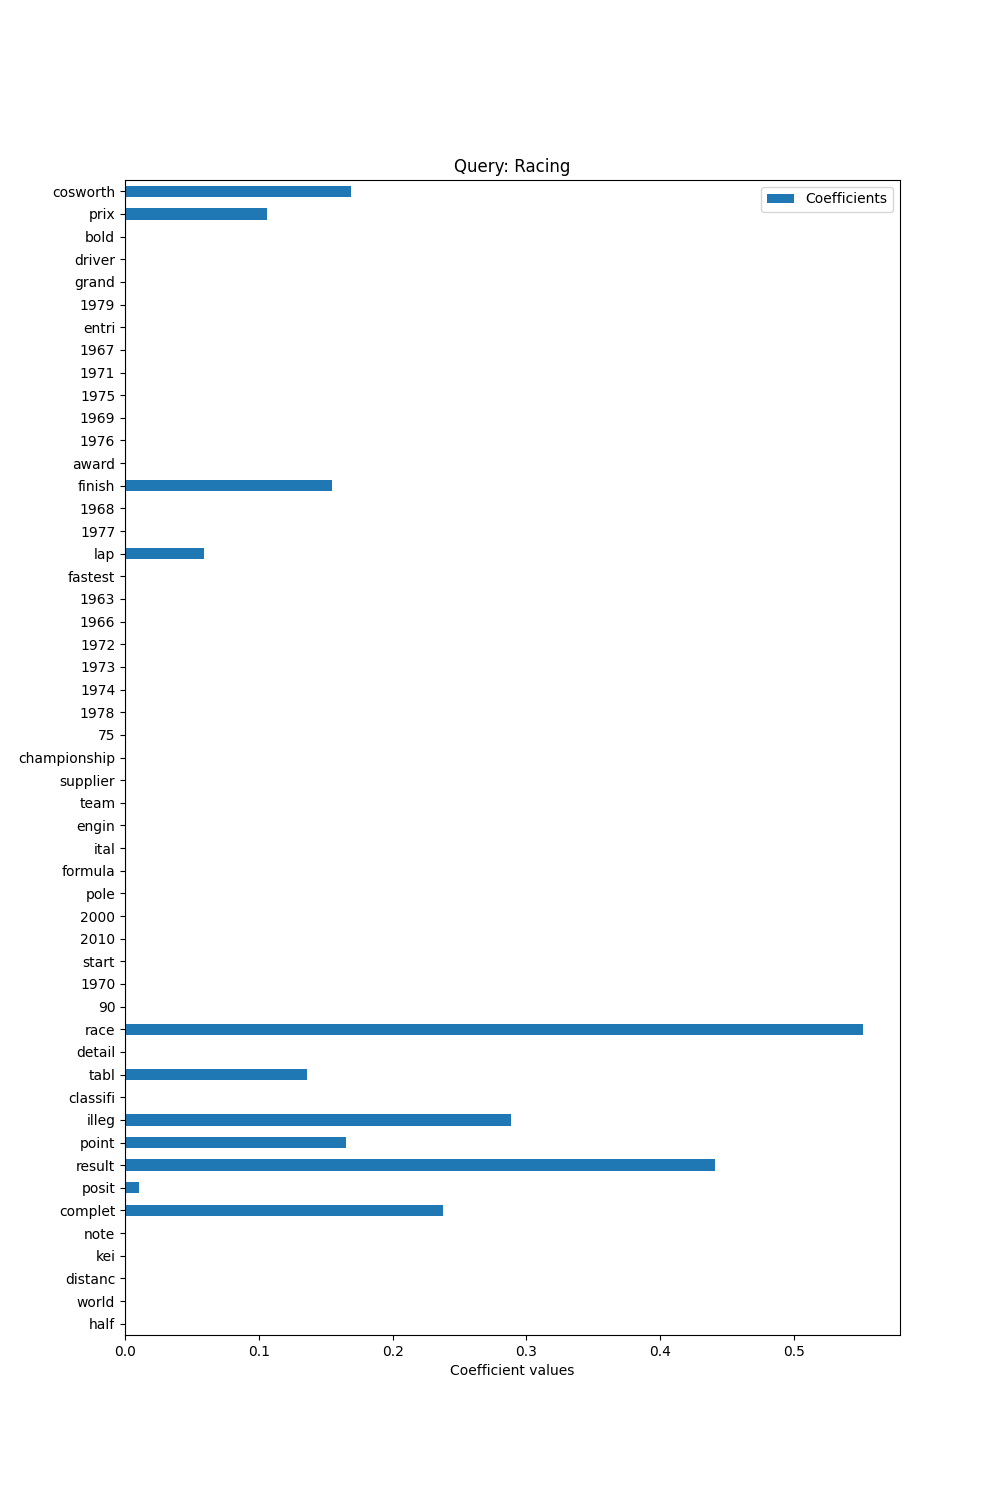 Query: Racing
Coefficients
cosworth
prix
bold
driver
grand
1979
entri
1967
1971
1975
1969
1976
award
finish
1968
1977
lap
fastest
1963
1966
1972
1973
1974
1978
75
championship
supplier
team
engin
ital
formula
pole
2000
2010
start
1970
90
race
detail
tabl
classifi
illeg
point
result
posit
complet
note
kei
distanc
world
half
0.0 0.1 0.2 0.3 0.4 0.5
Coefficient values